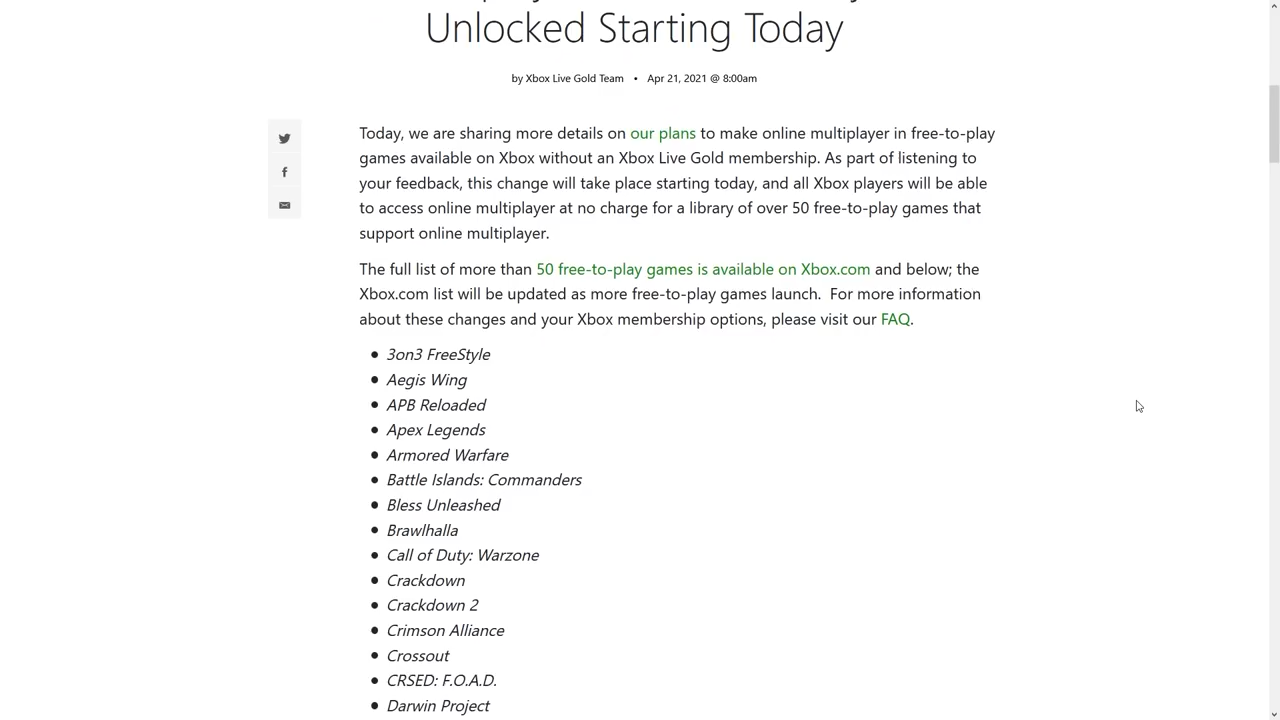 Unlocked Starting Today
by Xbox Live Gold Team • Apr 21, 2021 @ 8:00am
Today, we are sharing more details on our plans to make online multiplayer in free-to-play
games available on Xbox without an Xbox Live Gold membership. As part of listening to
your feedback, this change will take place starting today, and all Xbox players will be able
to access online multiplayer at no charge for a library of over 50 free-to-play games that
support online multiplayer.
The full list of more than 50 free-to-play games is available on Xbox.com and below; the
Xbox.com list will be updated as more free-to-play games launch.  For more information
about these changes and your Xbox membership options, please visit our FAQ.
• 3on3 FreeStyle
• Aegis Wing
• APB Reloaded
• Apex Legends
• Armored Warfare
• Battle Islands: Commanders
• Bless Unleashed
• Brawlhalla
• Call of Duty: Warzone
• Crackdown
• Crackdown 2
• Crimson Alliance
• Crossout
• CRSED: F.O.A.D.
• Darwin Project